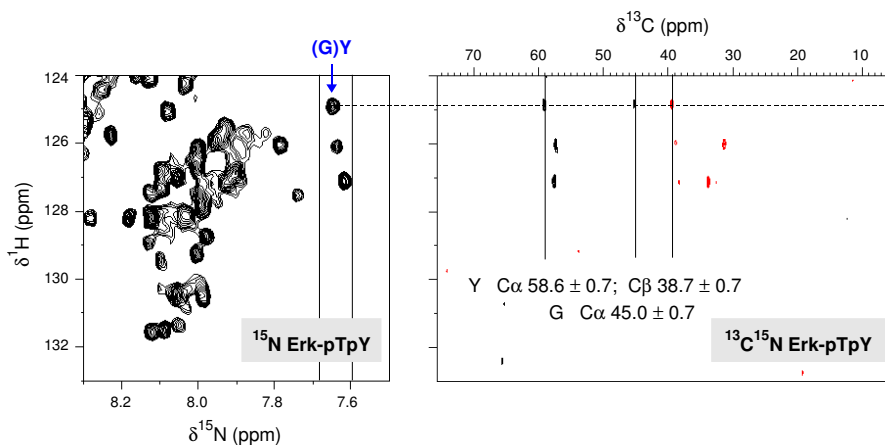 δ13C (ppm)
(G)Y
70 60 50 40 30 20 10
124
126
128
130
132
δ1H (ppm)
8.2 8.0 7.8 7.6
δ15N (ppm)
15N Erk-pTpY
Y Cα 58.6 ± 0.7; Cβ 38.7 ± 0.7
G Cα 45.0 ± 0.7
13C15N Erk-pTpY